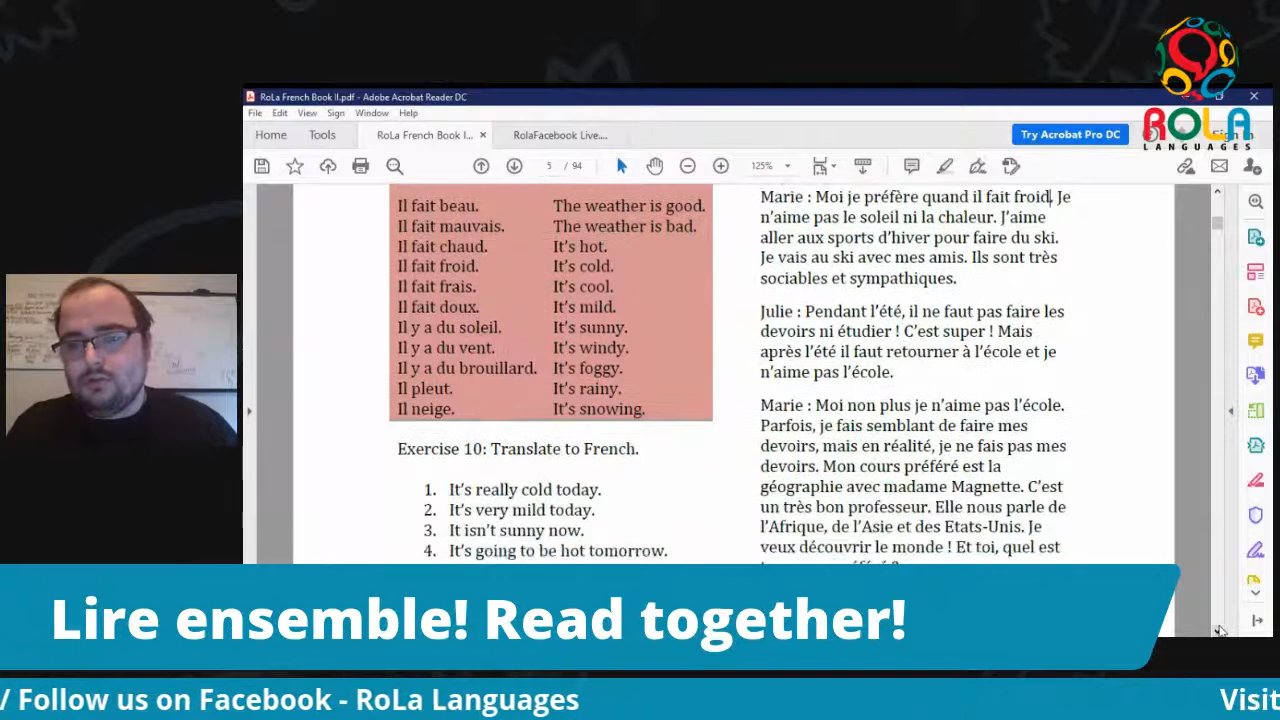 RoLa French Book II.pdf - Adobe Acrobat Reader DC
File Edit View Sign Window Help
Home Tools RoLa French Book I... × RolaFacebook Live....
Try Acrobat Pro DC
5 / 94
125%
ROLA
LANGUAGES
Il fait beau. The weather is good.
Il fait mauvais. The weather is bad.
Il fait chaud. It's hot.
Il fait froid. It's cold.
Il fait frais. It's cool.
Il fait doux. It's mild.
Il y a du soleil. It's sunny.
Il y a du vent. It's windy.
Il y a du brouillard. It's foggy.
Il pleut. It's rainy.
Il neige. It's snowing.
Exercise 10: Translate to French.
1. It's really cold today.
2. It's very mild today.
3. It isn't sunny now.
4. It's going to be hot tomorrow.
Marie : Moi je préfère quand il fait froid. Je
n'aime pas le soleil ni la chaleur. J'aime
aller aux sports d'hiver pour faire du ski.
Je vais au ski avec mes amis. Ils sont très
sociables et sympathiques.
Julie : Pendant l'été, il ne faut pas faire les
devoirs ni étudier ! C'est super ! Mais
après l'été il faut retourner à l'école et je
n'aime pas l'école.
Marie : Moi non plus je n'aime pas l'école.
Parfois, je fais semblant de faire mes
devoirs, mais en réalité, je ne fais pas mes
devoirs. Mon cours préféré est la
géographie avec madame Magnette. C'est
un très bon professeur. Elle nous parle de
l'Afrique, de l'Asie et des Etats-Unis. Je
veux découvrir le monde ! Et toi, quel est
Lire ensemble! Read together!
/ Follow us on Facebook - RoLa Languages
Visit